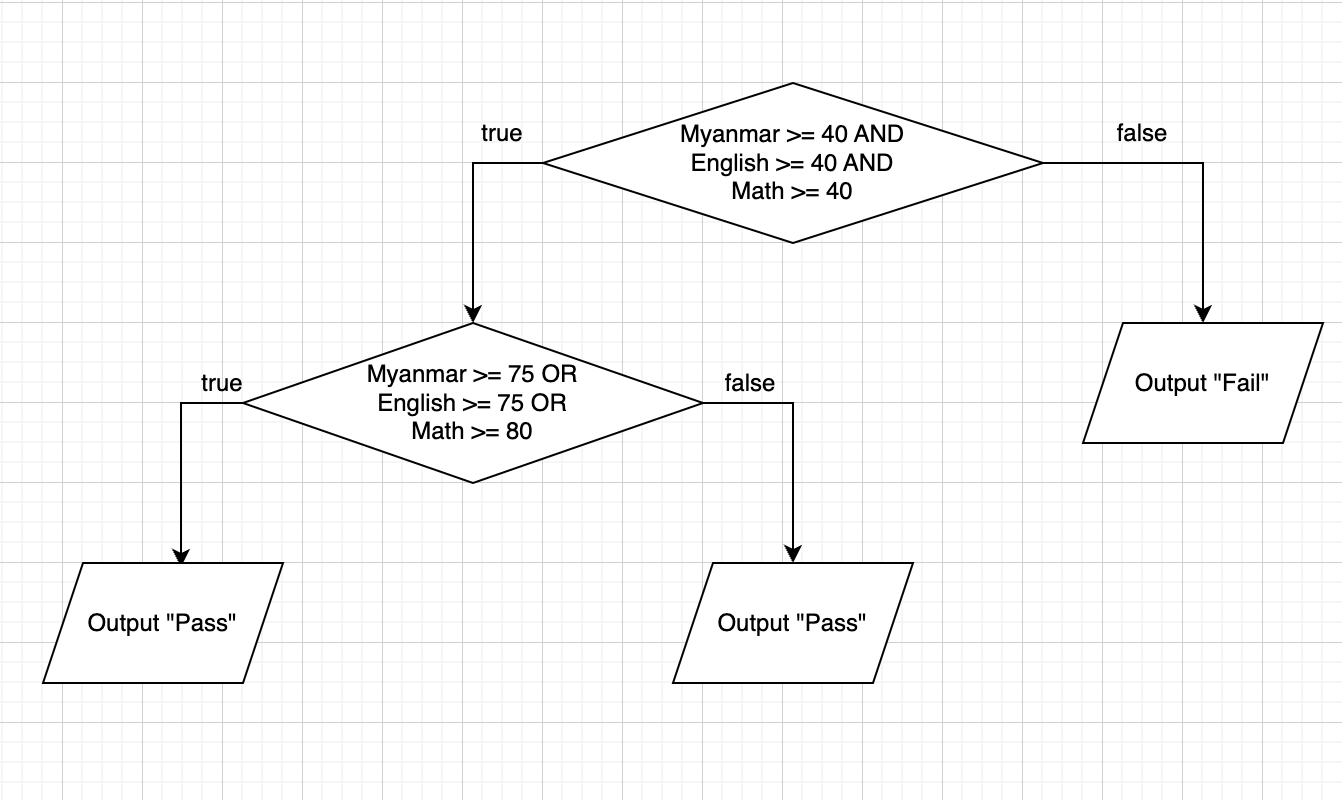 true
Myanmar >= 40 AND
English >= 40 AND
Math >= 40
false
true
Myanmar >= 75 OR
English >= 75 OR
Math >= 80
false
Output "Fail"
Output "Pass"
Output "Pass"